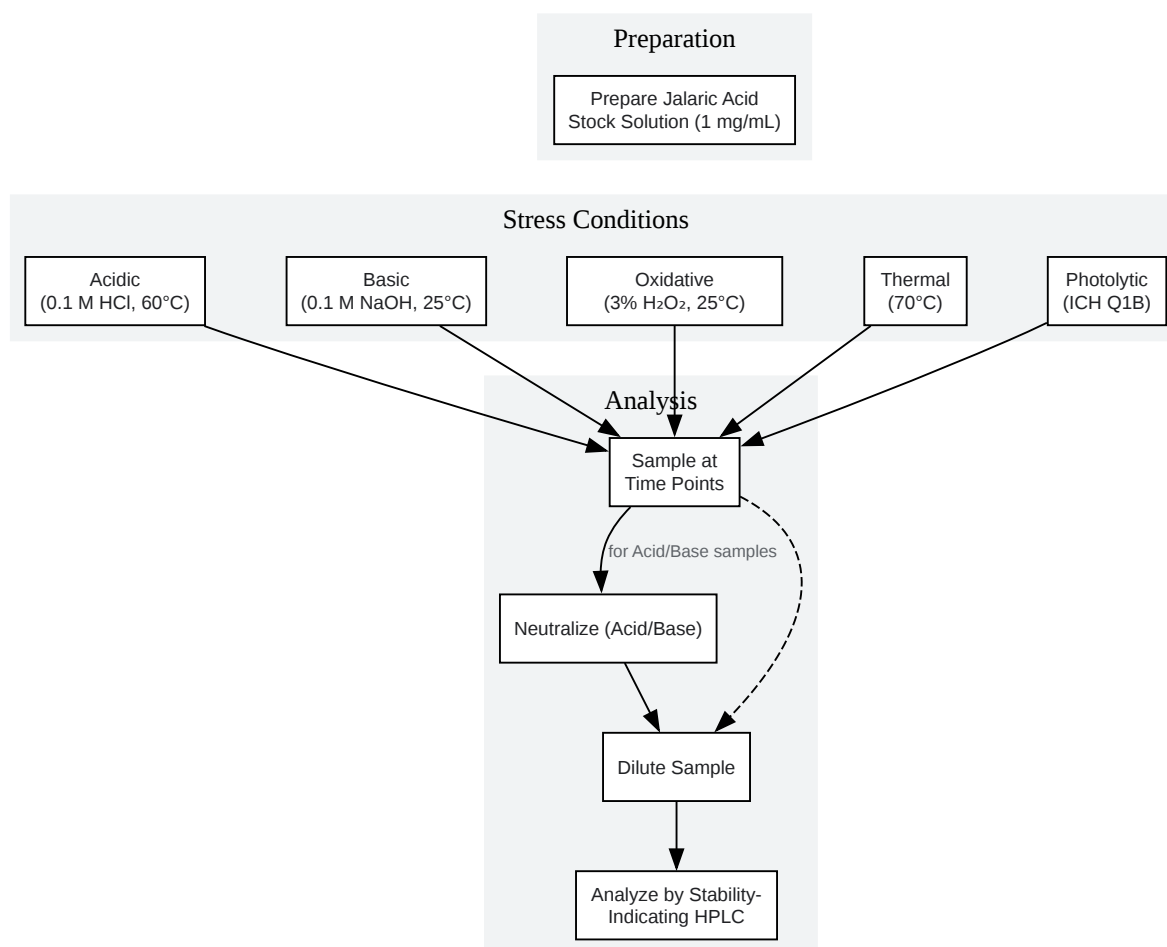 Preparation
Prepare Jalaric Acid
Stock Solution (1 mg/mL)
Stress Conditions
Acidic
(0.1 M HCl, 60°C)
Basic
(0.1 M NaOH, 25°C)
Oxidative
(3% H₂O₂, 25°C)
Thermal
(70°C)
Photolytic
(ICH Q1B)
Analysis
Sample at
Time Points
for Acid/Base samples
Neutralize (Acid/Base)
Dilute Sample
Analyze by Stability-
Indicating HPLC